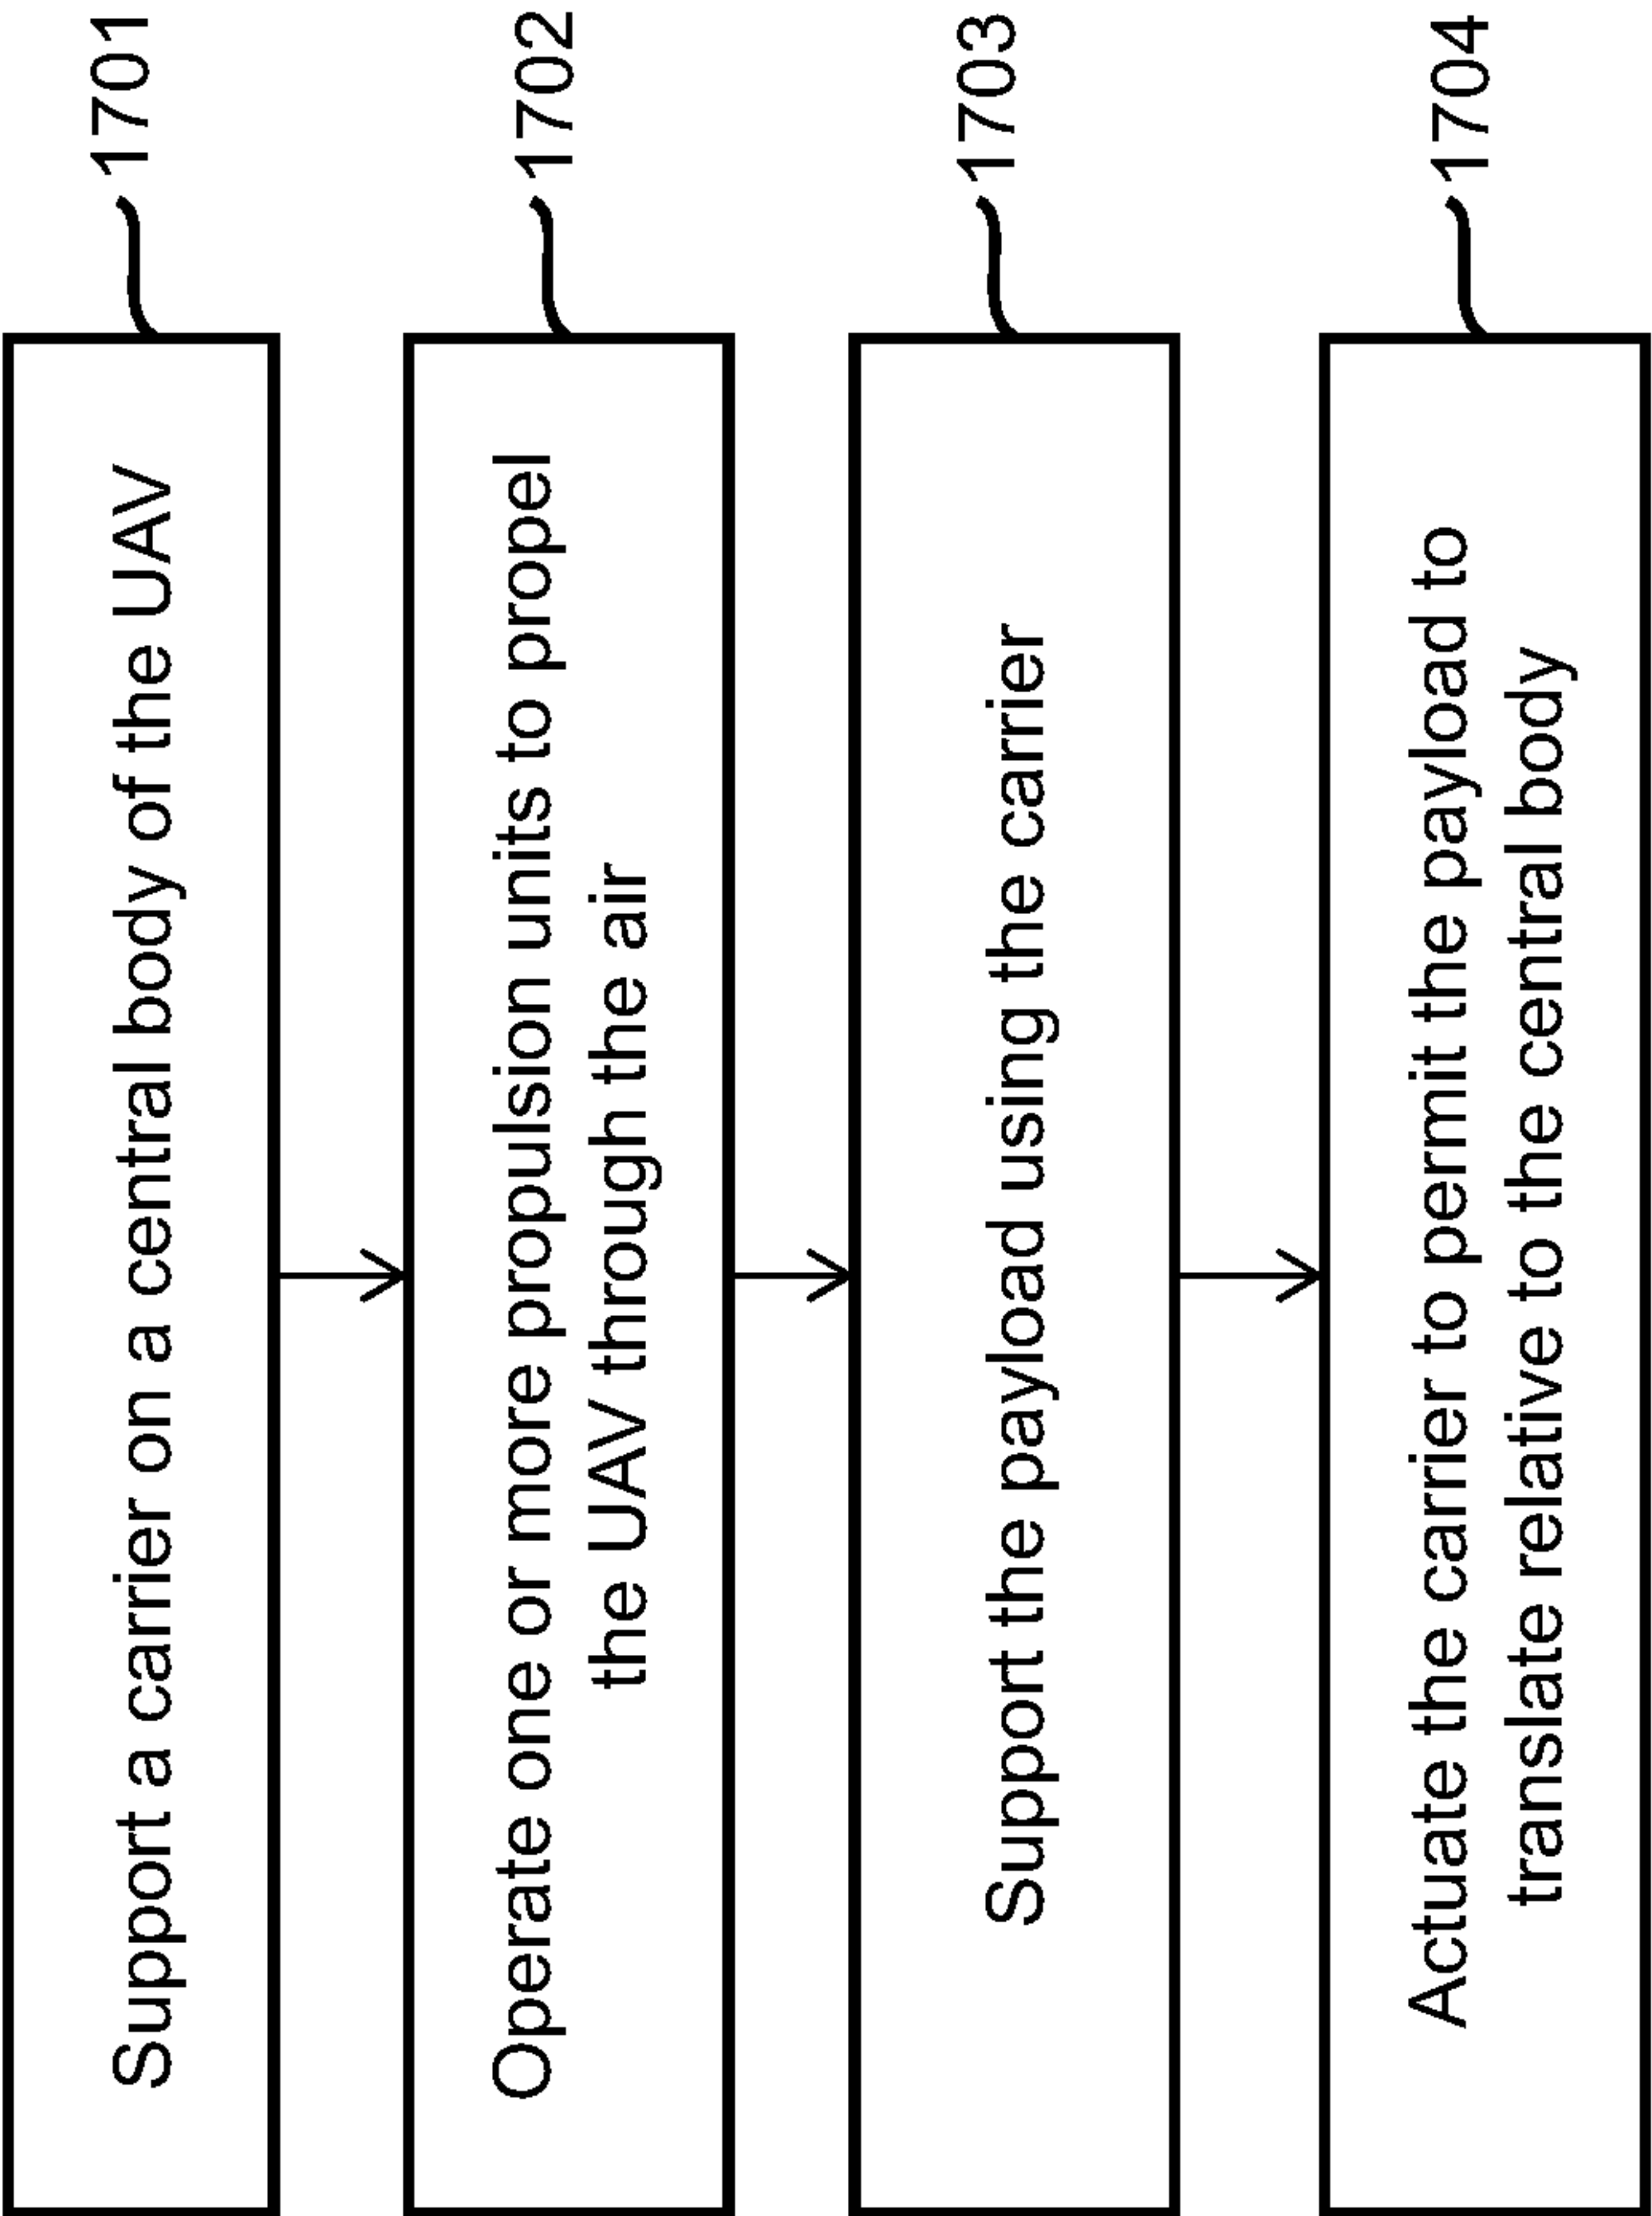 Support a carrier on a central body of the UAV
1701
Operate one or more propulsion units to propel
the UAV through the air
1702
Support the payload using the carrier
1703
Actuate the carrier to permit the payload to
translate relative to the central body
1704